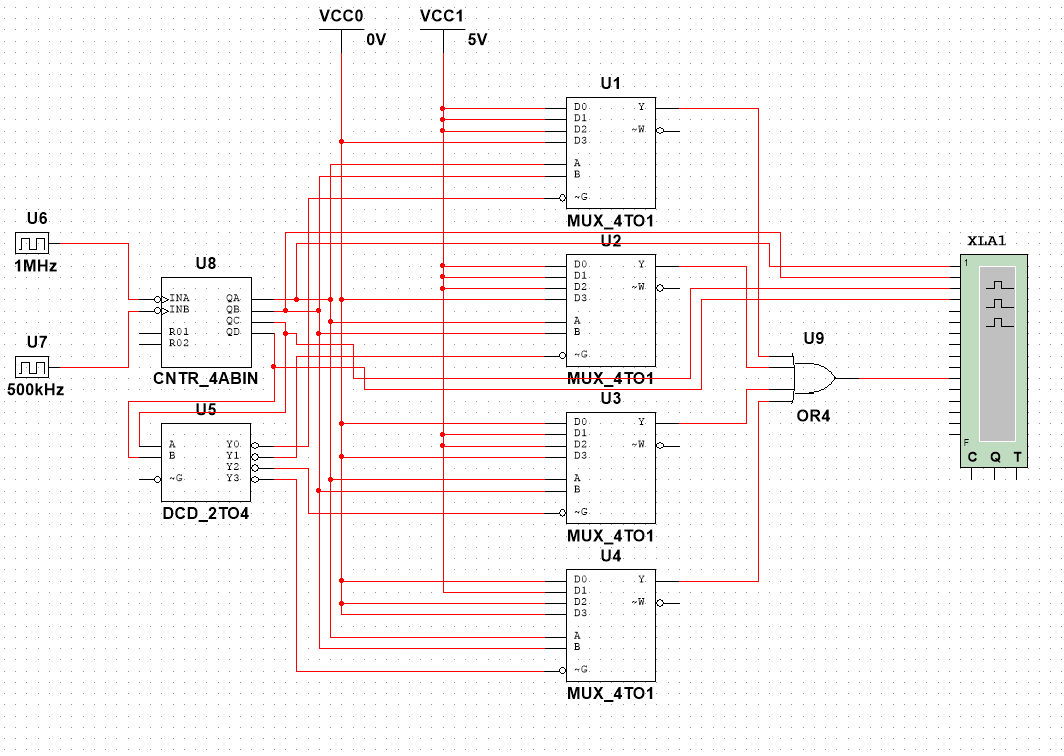 VCC0
0V
VCC1
5V
U1
D0 Y
D1
D2 ~W
D3
A
B
~G
MUX_4TO1
U2
D0 Y
D1
D2 ~W
D3
A
B
~G
MUX_4TO1
U3
D0 Y
D1
D2 ~W
D3
A
B
~G
MUX_4TO1
U4
D0 Y
D1
D2 ~W
D3
A
B
~G
MUX_4TO1
U6
1MHz
U7
500kHz
U8
INA QA
INB QB
QC
R01 QD
R02
CNTR_4ABIN
U5
A Y0
B Y1
Y2
~G Y3
DCD_2TO4
U9
OR4
XLA1
1
F
C Q T